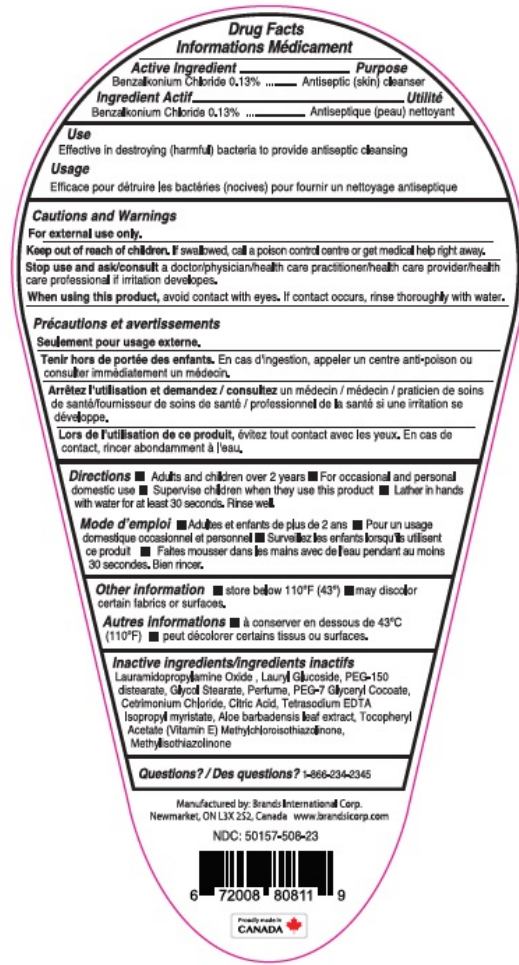 Drug Facts
Informations Médicament
Active Ingredient Purpose
Benzalkonium Chloride 0.13% .... Antiseptic (skin) cleanser
Ingredient Actif Utilité
Benzalkonium Chloride 0.13% .... Antiseptique (peau) nettoyant
Use
Effective in destroying (harmful) bacteria to provide antiseptic cleansing
Usage
Efficace pour détruire les bactéries (nocives) pour fournir un nettoyage antiseptique
Cautions and Warnings
For external use only.
Keep out of reach of children. If swallowed, call a poison control centre or get medical help right away.
Stop use and ask/consult a doctor/physician/health care practitioner/health care provider/health
care professional if irritation developes.
When using this product, avoid contact with eyes. If contact occurs, rinse thoroughly with water.
Précautions et avertissements
Seulement pour usage externe.
Tenir hors de portée des enfants. En cas d'ingestion, appeler un centre anti-poison ou
consulter immédiatement un médecin.
Arrêtez l'utilisation et demandez / consultez un médecin / médecin / praticien de soins
de santé/fournisseur de soins de santé / professionnel de la santé si une irritation se
développe.
Lors de l'utilisation de ce produit, évitez tout contact avec les yeux. En cas de
contact, rincer abondamment à l'eau.
Directions ■ Adults and children over 2 years ■ For occasional and personal
domestic use ■ Supervise children when they use this product ■ Lather in hands
with water for at least 30 seconds. Rinse well.
Mode d'emploi ■ Adultes et enfants de plus de 2 ans ■ Pour un usage
domestique occasionnel et personnel ■ Surveillez les enfants lorsqu'ils utilisent
ce produit ■ Faites mousser dans les mains avec de l'eau pendant au moins
30 secondes. Bien rincer.
Other information ■ store below 110°F (43°) ■ may discolor
certain fabrics or surfaces.
Autres informations ■ à conserver en dessous de 43°C
(110°F) ■ peut décolorer certains tissus ou surfaces.
Inactive ingredients/ingredients inactifs
Lauramidopropylamine Oxide , Lauryl Glucoside, PEG-150
distearate, Glycol Stearate, Perfume, PEG-7 Glyceryl Cocoate,
Cetrimonium Chloride, Citric Acid, Tetrasodium EDTA
Isopropyl myristate, Aloe barbadensis leaf extract, Tocopheryl
Acetate (Vitamin E) Methylchloroisothiazolinone,
Methylisothiazolinone
Questions? / Des questions? 1-866-234-2345
Manufactured by: Brands International Corp.
Newmarket, ON L3X 2S2, Canada www.brandsicorp.com
NDC: 50157-508-23
6 72008 80811 9
Proudly made in
CANADA